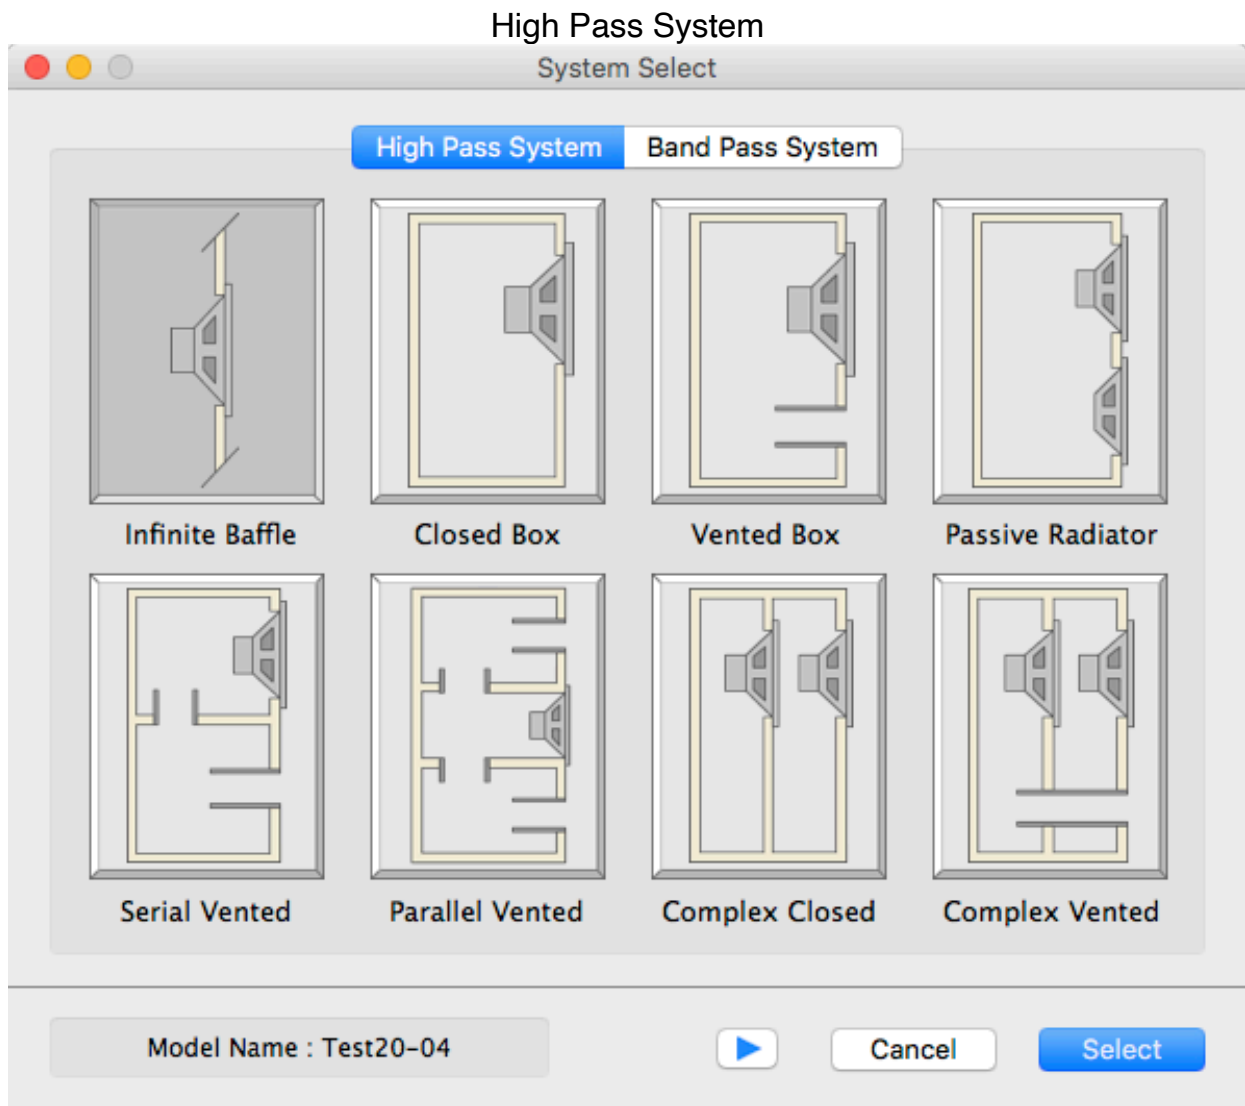 High Pass System
System Select
High Pass System Band Pass System
Infinite Baffle Closed Box Vented Box Passive Radiator
Serial Vented Parallel Vented Complex Closed Complex Vented
Model Name : Test20-04 Cancel Select